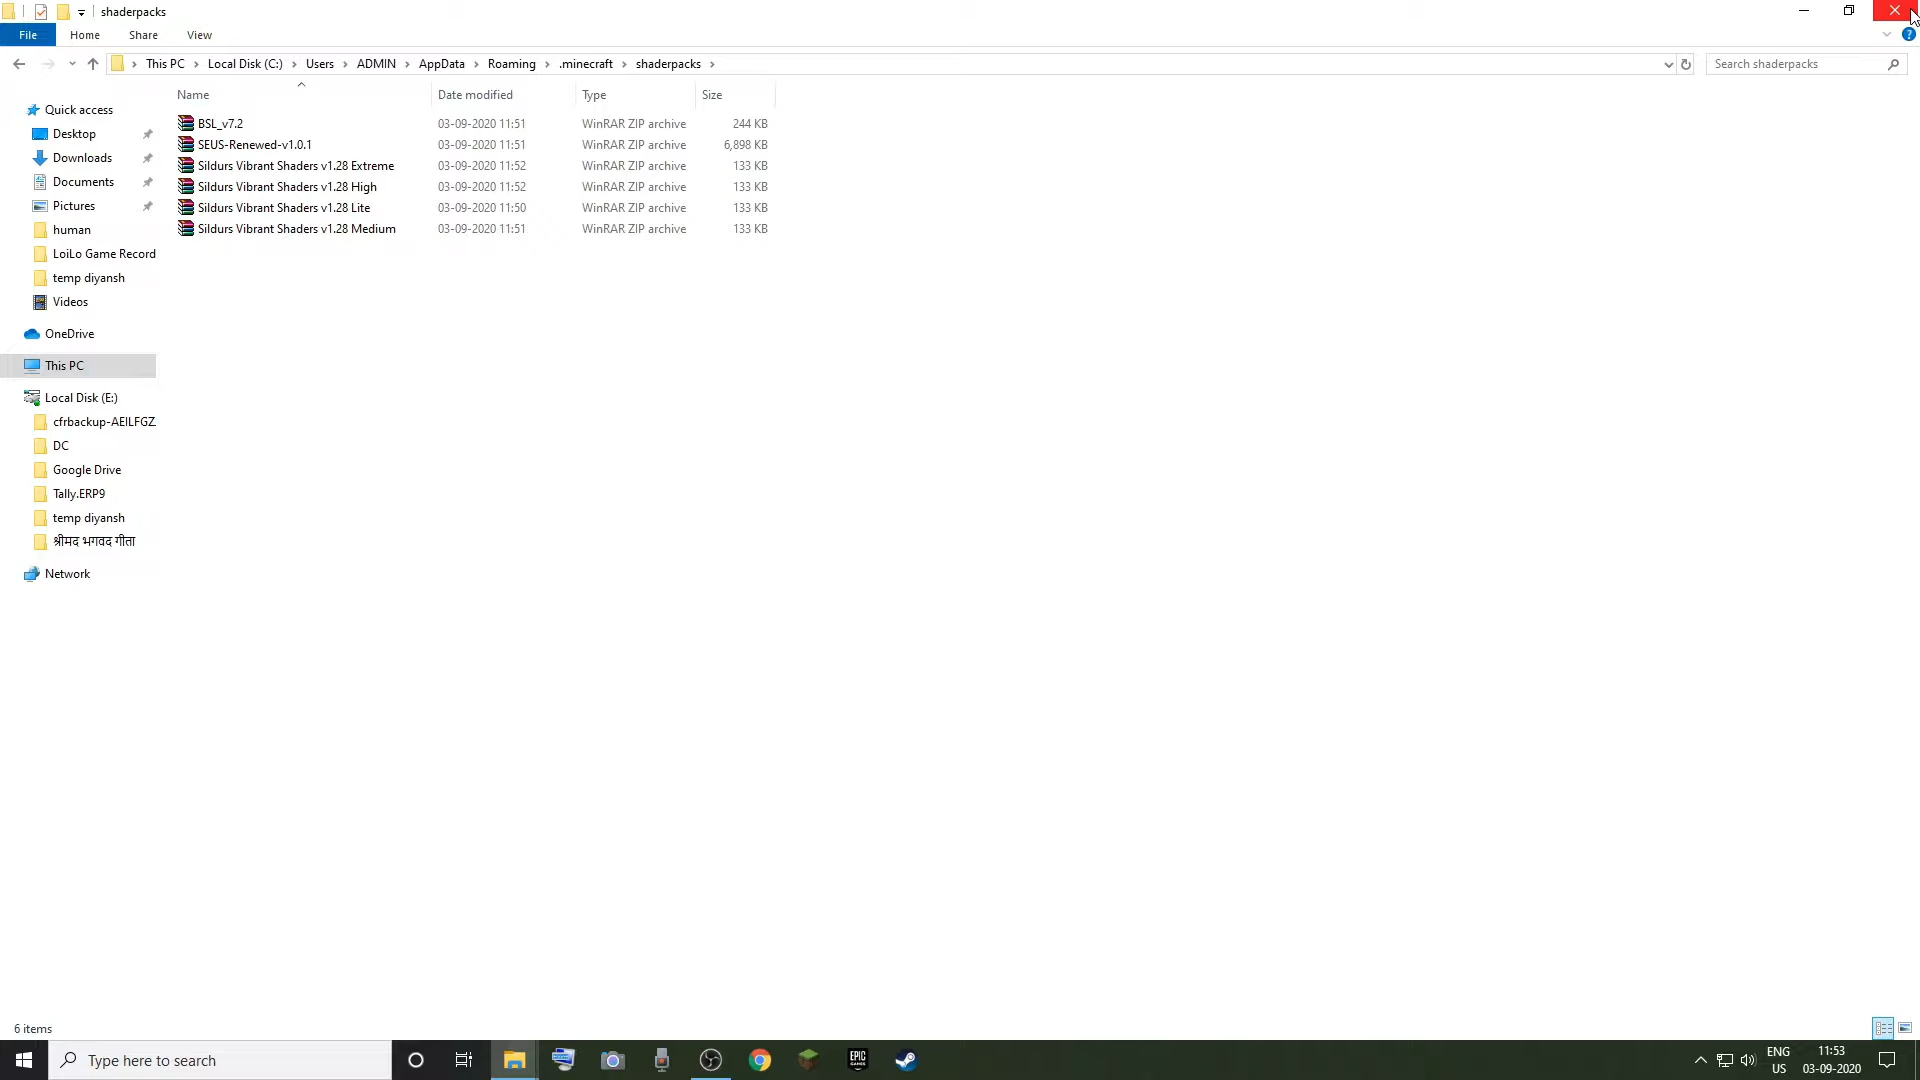 shaderpacks
File Home Share View
This PC Local Disk (C:) Users ADMIN AppData Roaming .minecraft shaderpacks
Search shaderpacks
Name Date modified Type Size
BSL_v7.2 03-09-2020 11:51 WinRAR ZIP archive 244 KB
SEUS-Renewed-v1.0.1 03-09-2020 11:51 WinRAR ZIP archive 6,898 KB
Sildurs Vibrant Shaders v1.28 Extreme 03-09-2020 11:52 WinRAR ZIP archive 133 KB
Sildurs Vibrant Shaders v1.28 High 03-09-2020 11:52 WinRAR ZIP archive 133 KB
Sildurs Vibrant Shaders v1.28 Lite 03-09-2020 11:50 WinRAR ZIP archive 133 KB
Sildurs Vibrant Shaders v1.28 Medium 03-09-2020 11:51 WinRAR ZIP archive 133 KB
Quick access
Desktop
Downloads
Documents
Pictures
human
LoiLo Game Record
temp diyansh
Videos
OneDrive
This PC
Local Disk (E:)
cfrbackup-AEILFGZ
DC
Google Drive
Tally.ERP9
temp diyansh
श्रीमद भगवद गीता
Network
6 items
Type here to search
EPIC
GAMES
ENG
US
11:53
03-09-2020